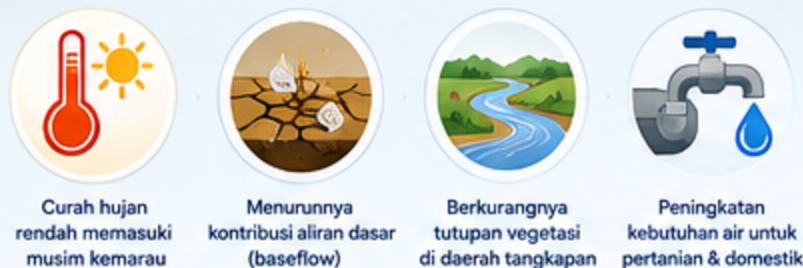 Curah hujan
rendah memasuki
musim kemarau
Menurunnya
kontribusi aliran dasar
(baseflow)
Berkurangnya
tutupan vegetasi
di daerah tangkapan
Peningkatan
kebutuhan air untuk
pertanian & domestik